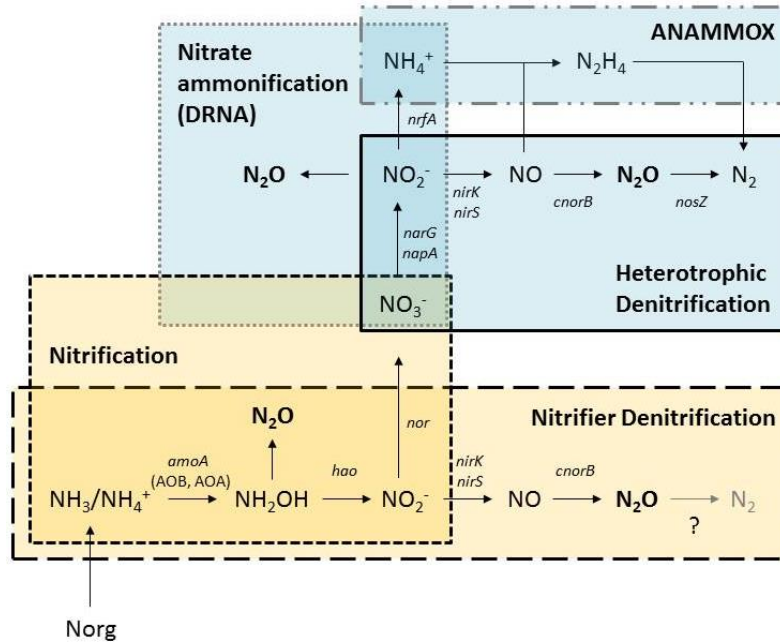 ANAMMOX
Nitrate
ammonification
(DRNA)
NH₄⁺
N₂H₄
nrfA
N₂O
NO₂⁻
nirK
nirS
NO
cnorB
N₂O
nosZ
N₂
narG
napA
Heterotrophic
Denitrification
NO₃⁻
Nitrification
Nitrifier Denitrification
N₂O
nor
amoA
(AOB, AOA)
hao
nirK
nirS
cnorB
NH₃/NH₄⁺
NH₂OH
NO₂⁻
NO
N₂O
N₂
?
Norg